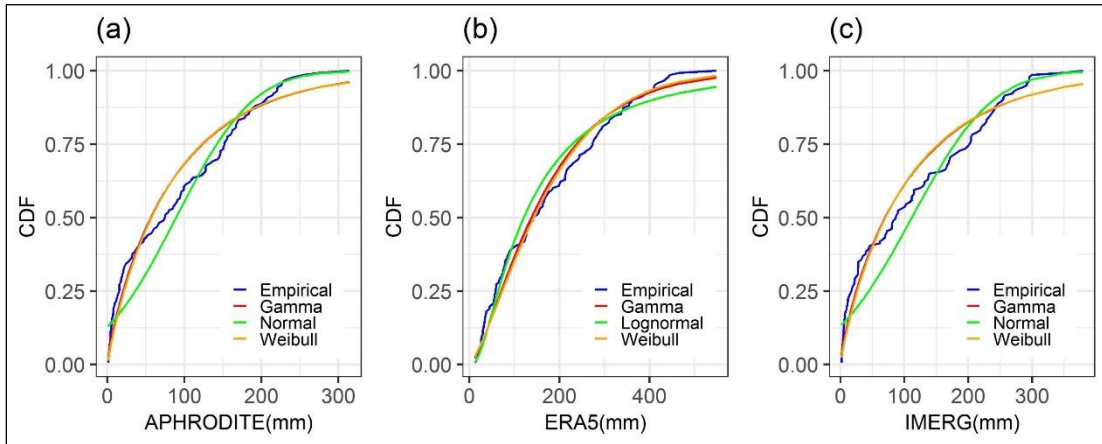 (a)
CDF
1.00
0.75
0.50
0.25
0.00
Empirical
Gamma
Normal
Weibull
0 100 200 300
APHRODITE(mm)
(b)
CDF
1.00
0.75
0.50
0.25
0.00
Empirical
Gamma
Lognormal
Weibull
0 200 400
ERA5(mm)
(c)
CDF
1.00
0.75
0.50
0.25
0.00
Empirical
Gamma
Normal
Weibull
0 100 200 300
IMERG(mm)